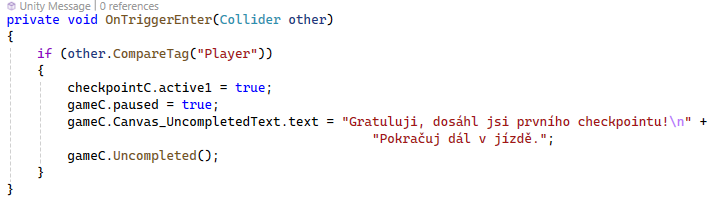 Unity Message | 0 references
private void OnTriggerEnter(Collider other)
{
if (other.CompareTag("Player"))
{
checkpointC.active1 = true;
gameC.paused = true;
gameC.Canvas_UncompletedText.text = "Gratuluji, dosáhl jsi prvního checkpointu!\n" +
"Pokračuj dál v jízdě.";
gameC.Uncompleted();
}
}